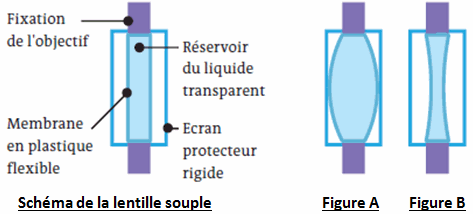 Fixation
de l'objectif
Réservoir
du liquide
transparent
Membrane
en plastique
flexible
Ecran
protecteur
rigide
Schéma de la lentille souple
Figure A
Figure B